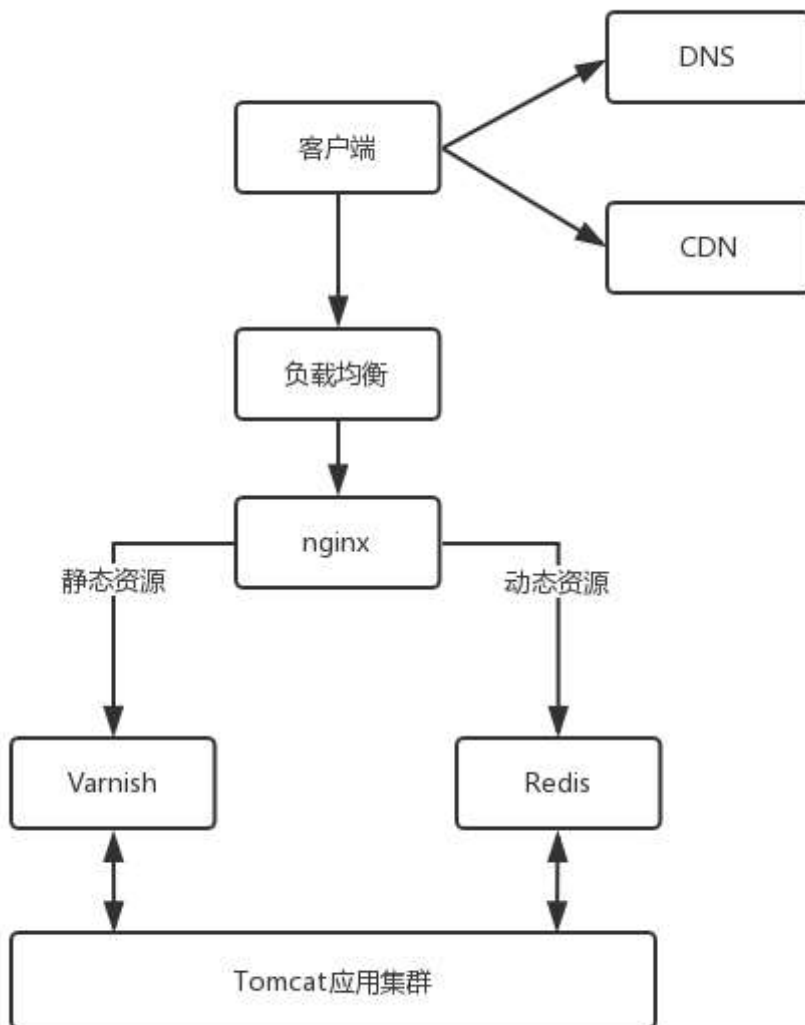 DNS
客户端
CDN
负载均衡
nginx
静态资源
动态资源
Varnish
Redis
Tomcat应用集群